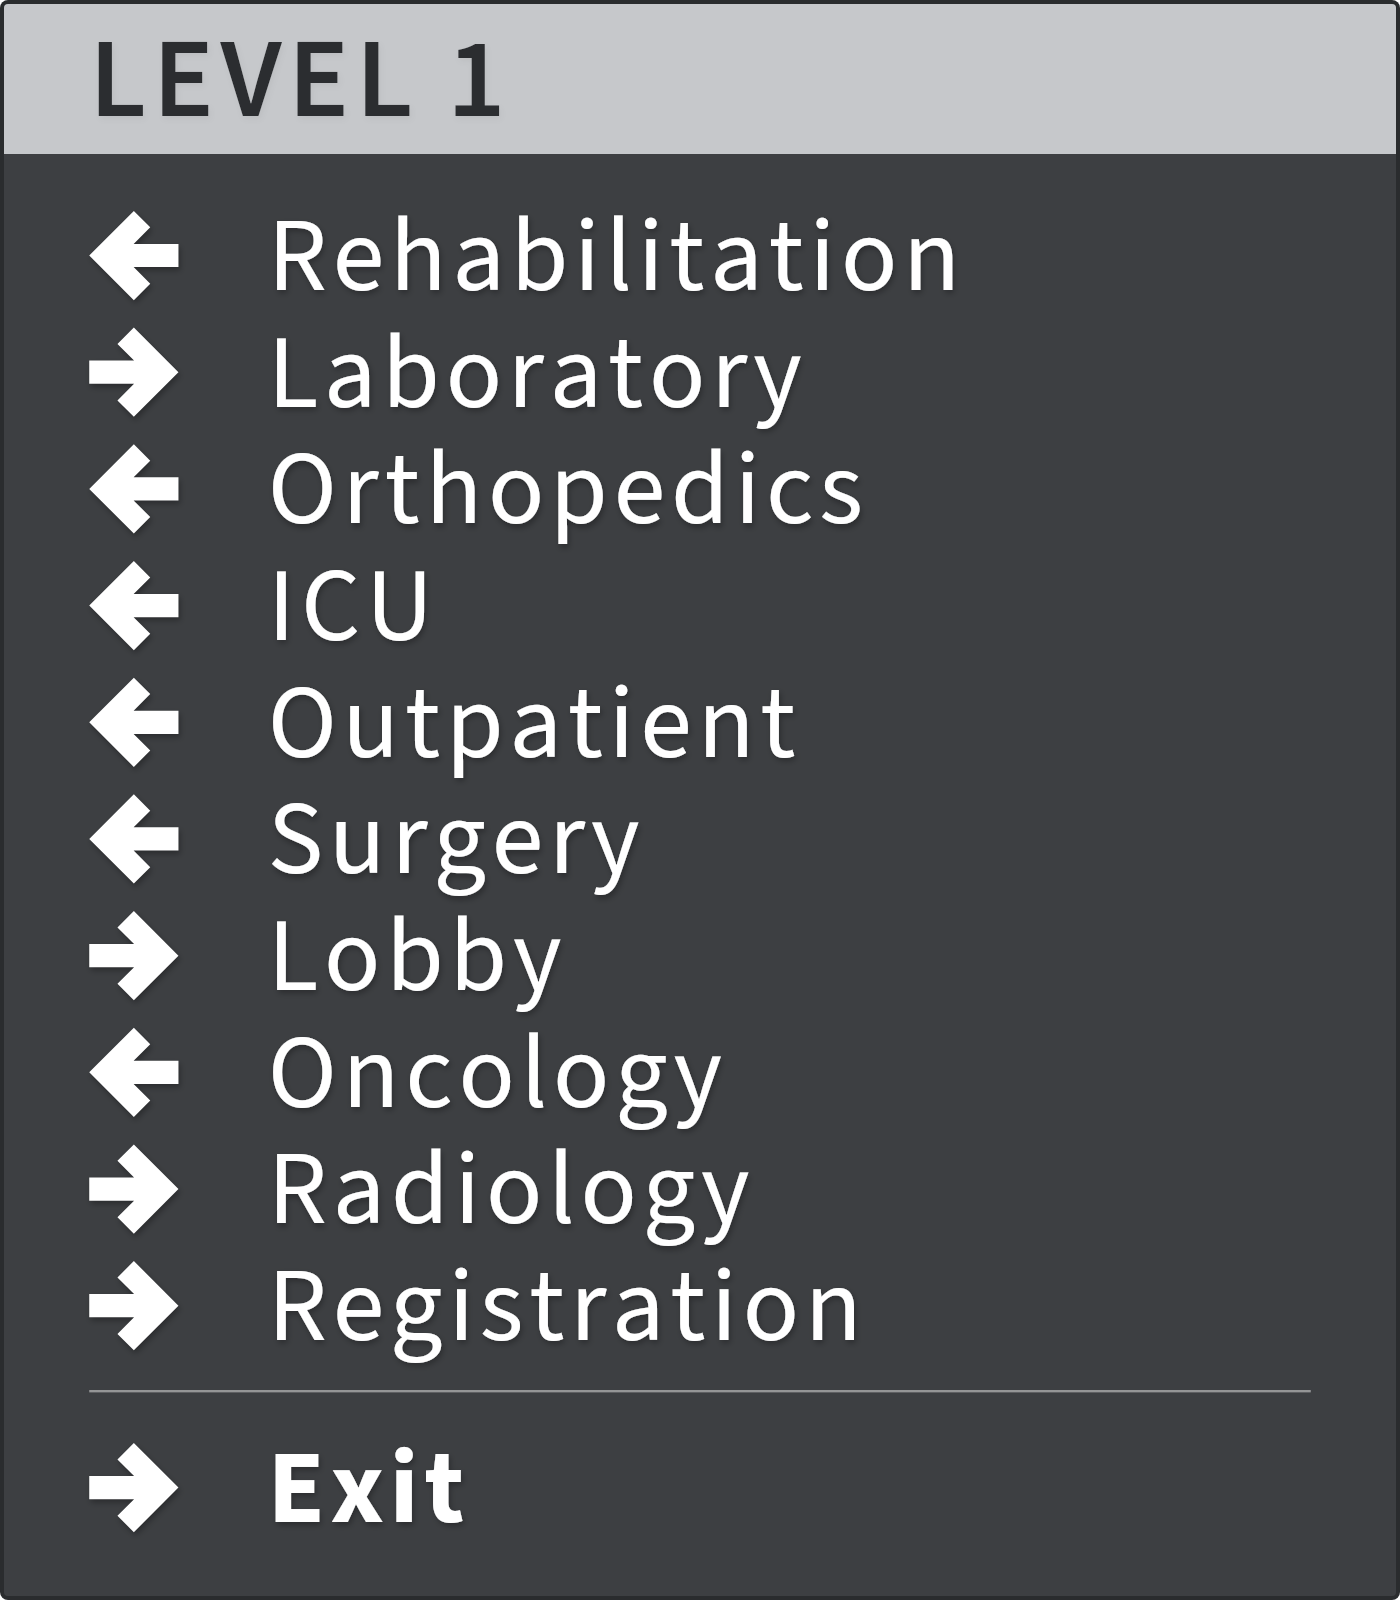 LEVEL 1
Rehabilitation
Laboratory
Orthopedics
ICU
Outpatient
Surgery
Lobby
Oncology
Radiology
Registration
Exit